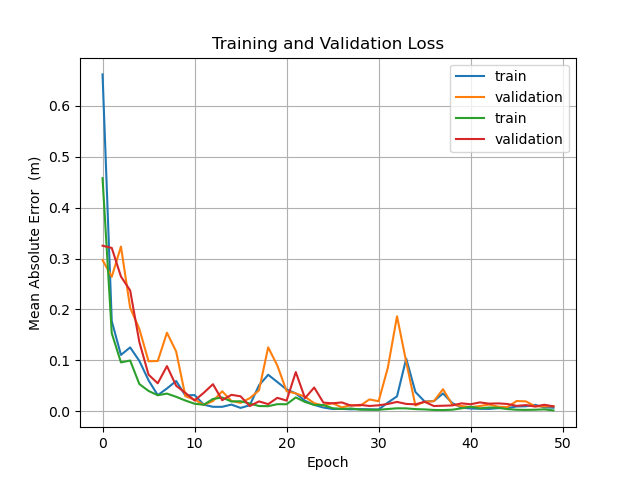 Training and Validation Loss
train
validation
train
validation
Mean Absolute Error (m)
0.6
0.5
0.4
0.3
0.2
0.1
0.0
0 10 20 30 40 50
Epoch